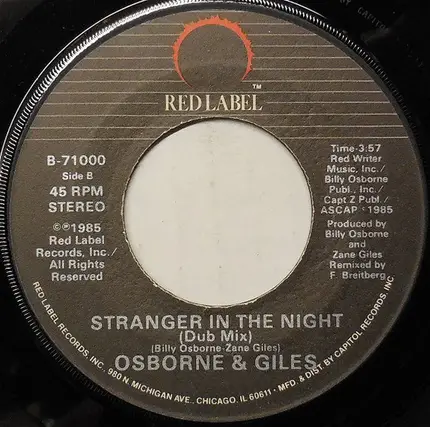 RED LABEL ™
B-71000
Side B
45 RPM
STEREO
©℗1985
Red Label
Records, Inc./
All Rights
Reserved
Time-3:57
Red Writer
Music, Inc./
Billy Osborne
Publ., Inc./
Capt Z Publ./
ASCAP ℗1985
Produced by
Billy Osborne
and
Zane Giles
Remixed by
F. Breitberg
STRANGER IN THE NIGHT
(Dub Mix)
(Billy Osborne-Zane Giles)
OSBORNE & GILES
RED LABEL RECORDS, INC. 980 N. MICHIGAN AVE., CHICAGO, IL 60611 • MFD. & DIST. BY CAPITOL RECORDS, INC